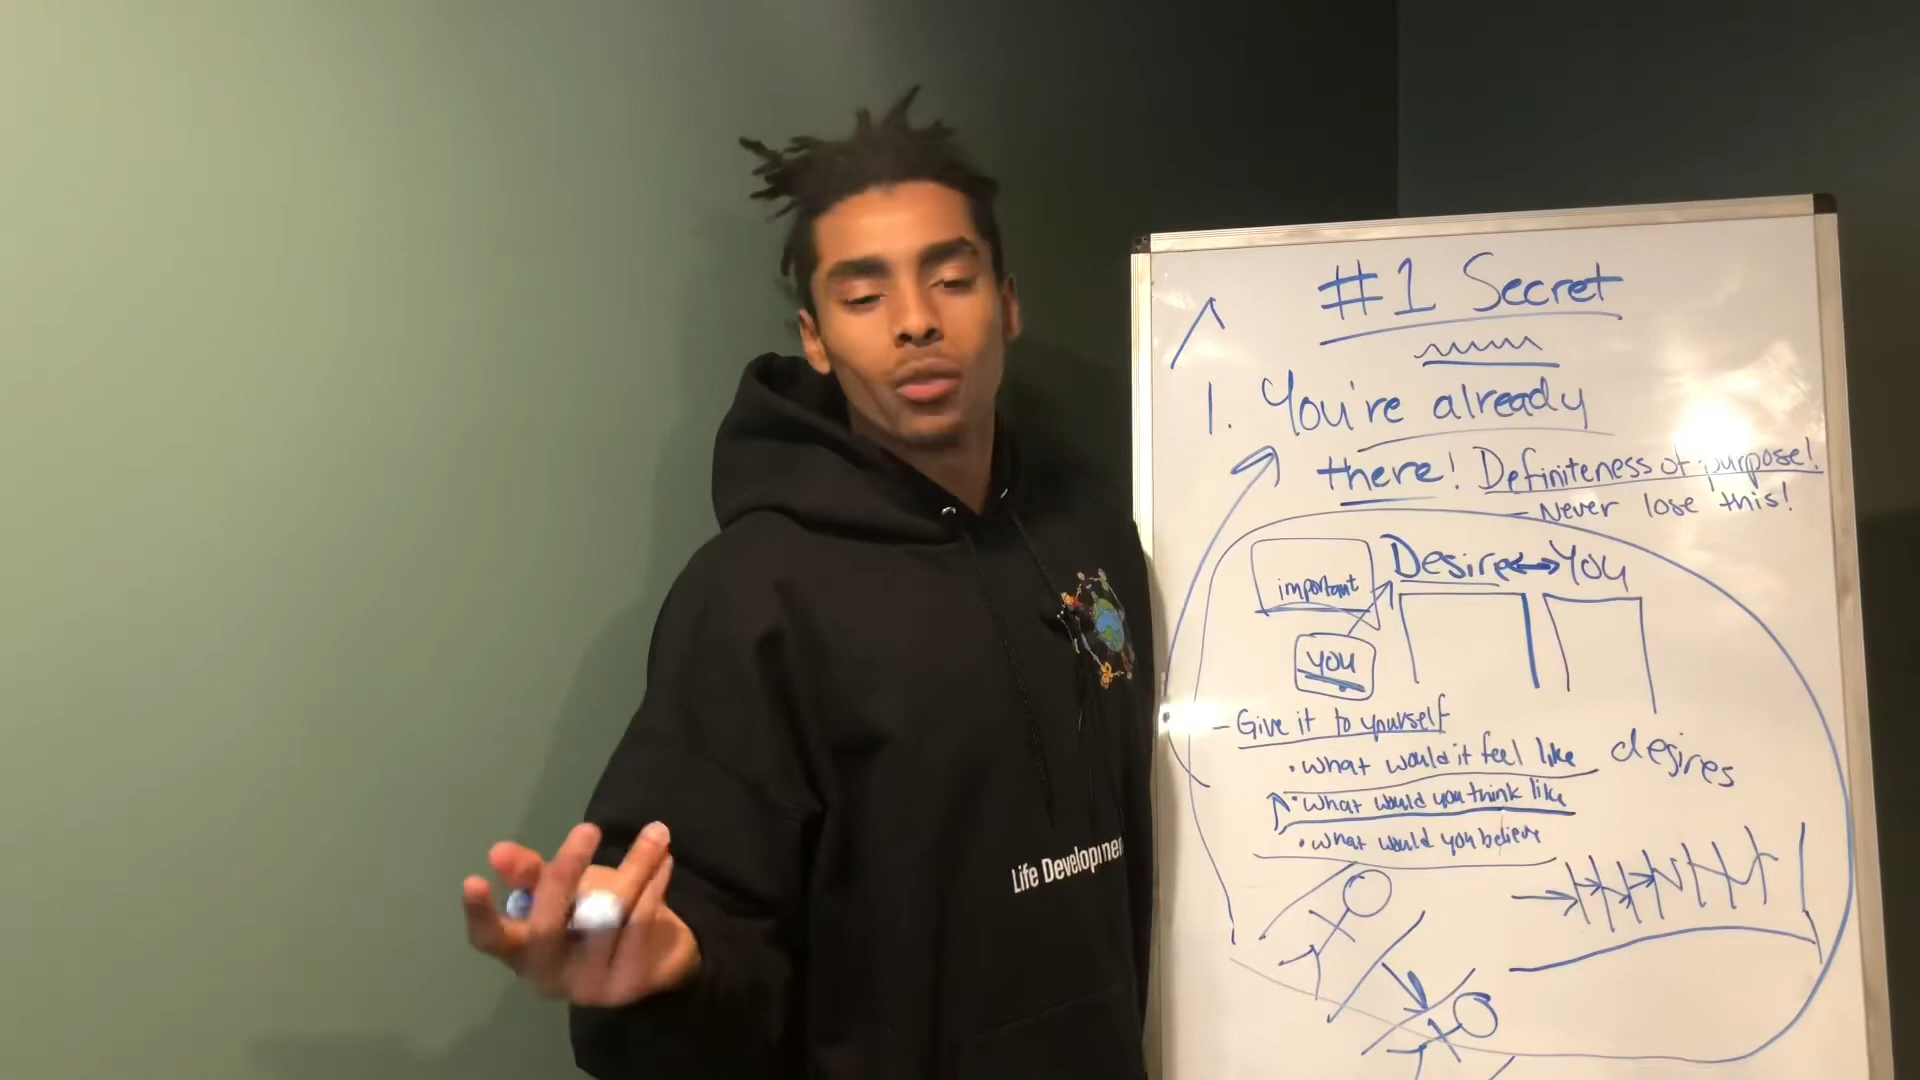 #1 Secret
1. You're already
there! Definiteness of purpose!
- Never lose this!
important
Desire↔You
you
- Give it to yourself
• What would it feel like
desires
• What would you think like
• What would you believe
Life Developmen